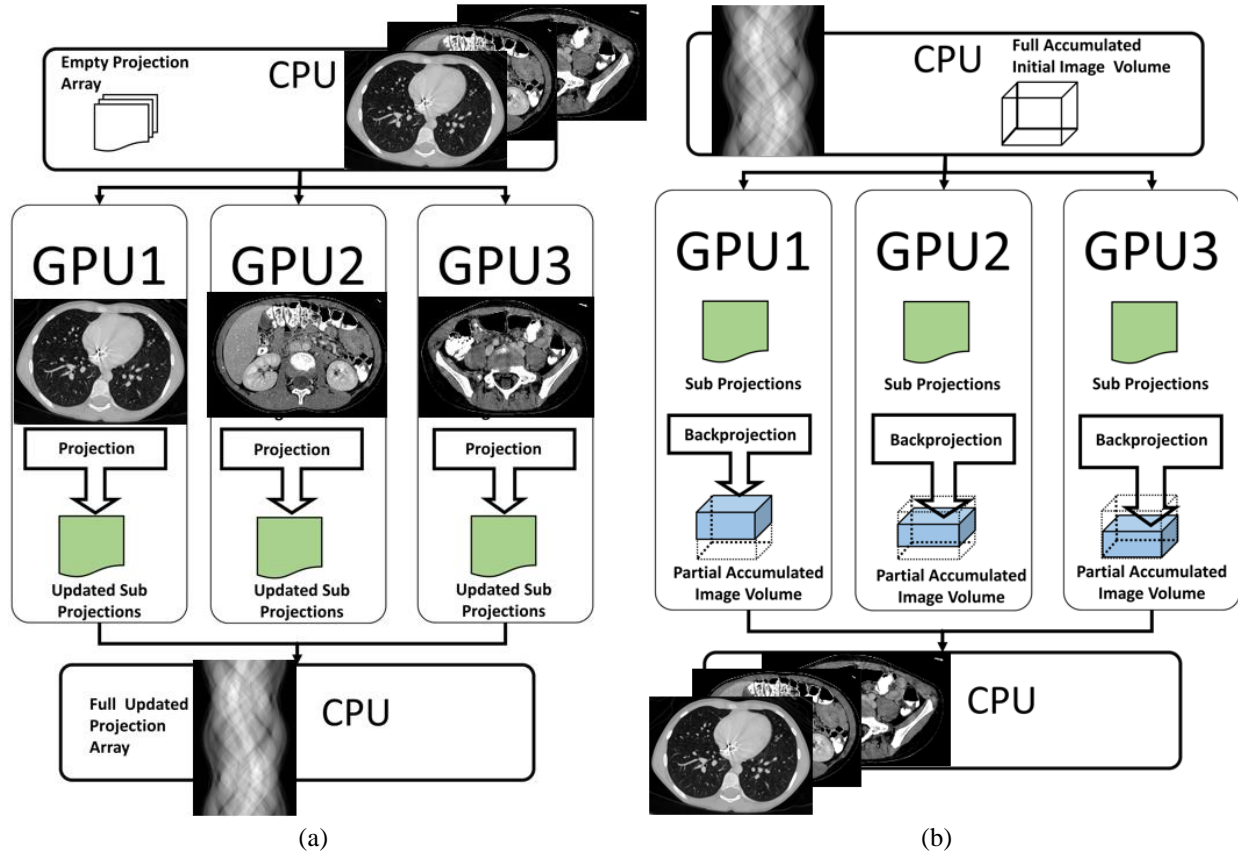 Empty Projection
Array
CPU
GPU1
GPU2
GPU3
Projection
Projection
Projection
Updated Sub
Projections
Updated Sub
Projections
Updated Sub
Projections
Full Updated
Projection
Array
CPU
(a)
CPU
Full Accumulated
Initial Image Volume
GPU1
GPU2
GPU3
Sub Projections
Sub Projections
Sub Projections
Backprojection
Backprojection
Backprojection
Partial Accumulated
Image Volume
Partial Accumulated
Image Volume
Partial Accumulated
Image Volume
CPU
(b)